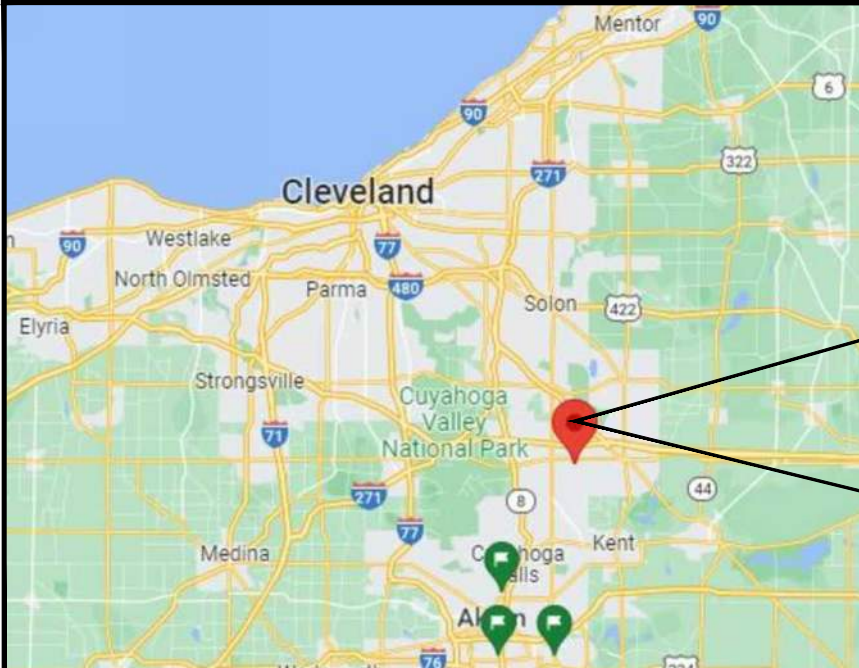 Mentor
90
6
90
322
271
Cleveland
90
Westlake
77
North Olmsted
Parma
480
Solon
422
Elyria
Strongsville
Cuyahoga
Valley
National Park
71
271
8
44
77
Medina
Kent
76